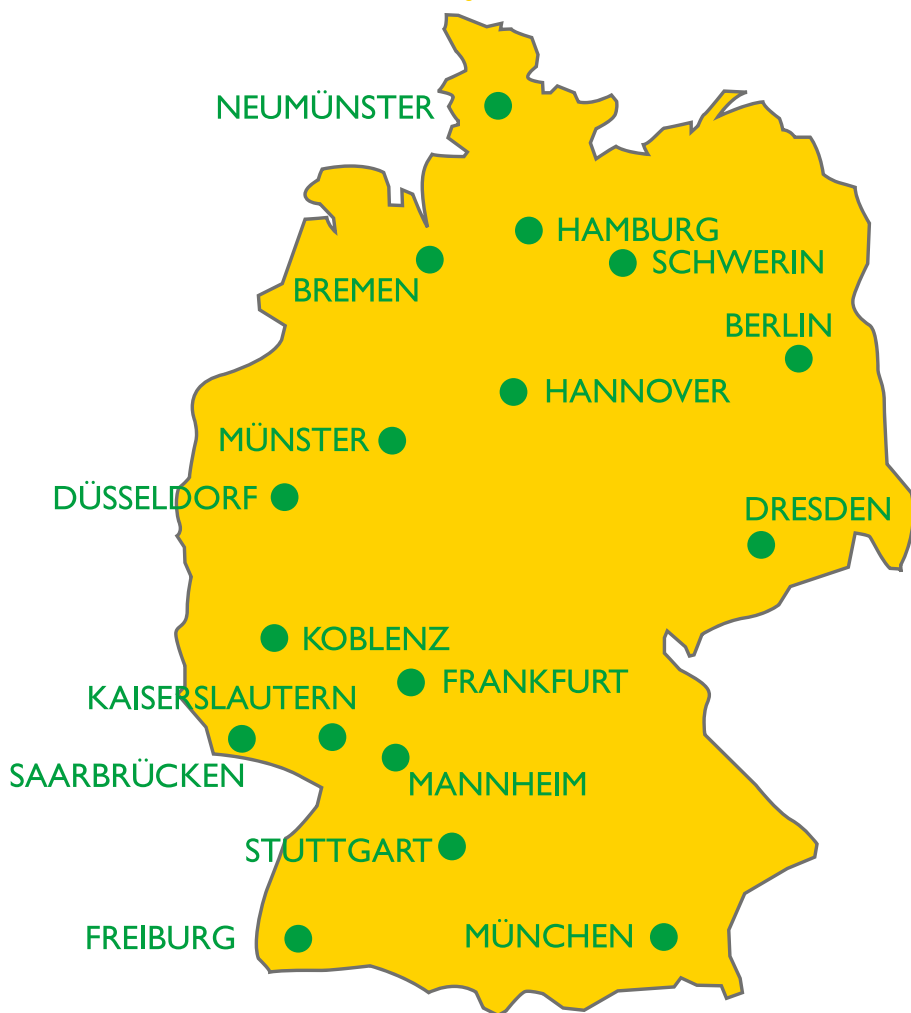 NEUMÜNSTER
HAMBURG
SCHWERIN
BREMEN
BERLIN
HANNOVER
MÜNSTER
DÜSSELDORF
DRESDEN
KOBLENZ
FRANKFURT
KAISERSLAUTERN
SAARBRÜCKEN
MANNHEIM
STUTTGART
FREIBURG
MÜNCHEN